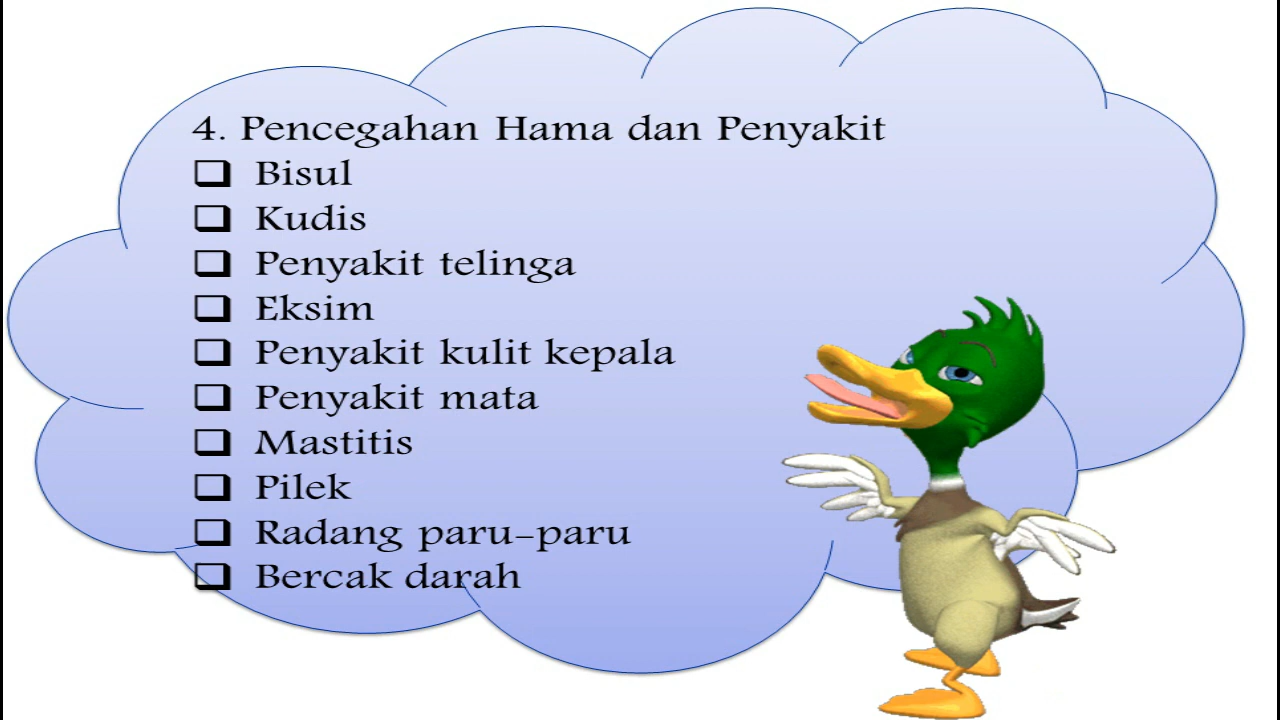 4. Pencegahan Hama dan Penyakit
❑ Bisul
❑ Kudis
❑ Penyakit telinga
❑ Eksim
❑ Penyakit kulit kepala
❑ Penyakit mata
❑ Mastitis
❑ Pilek
❑ Radang paru-paru
❑ Bercak darah